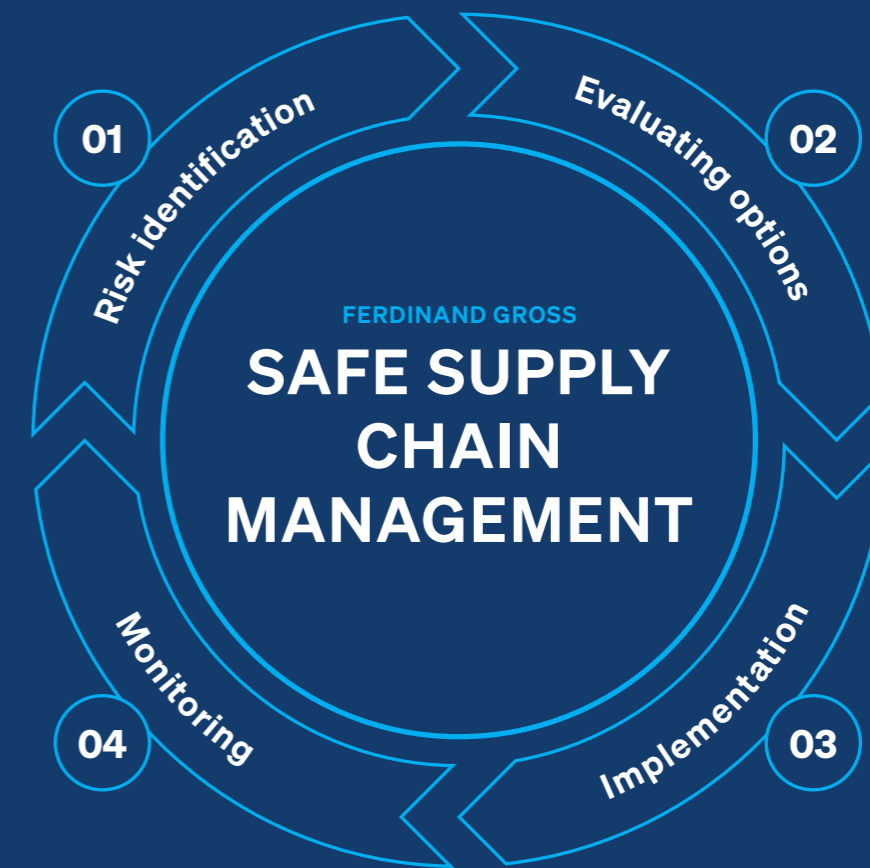 01
Risk identification
02
Evaluating options
FERDINAND GROSS
SAFE SUPPLY
CHAIN
MANAGEMENT
03
Implementation
04
Monitoring